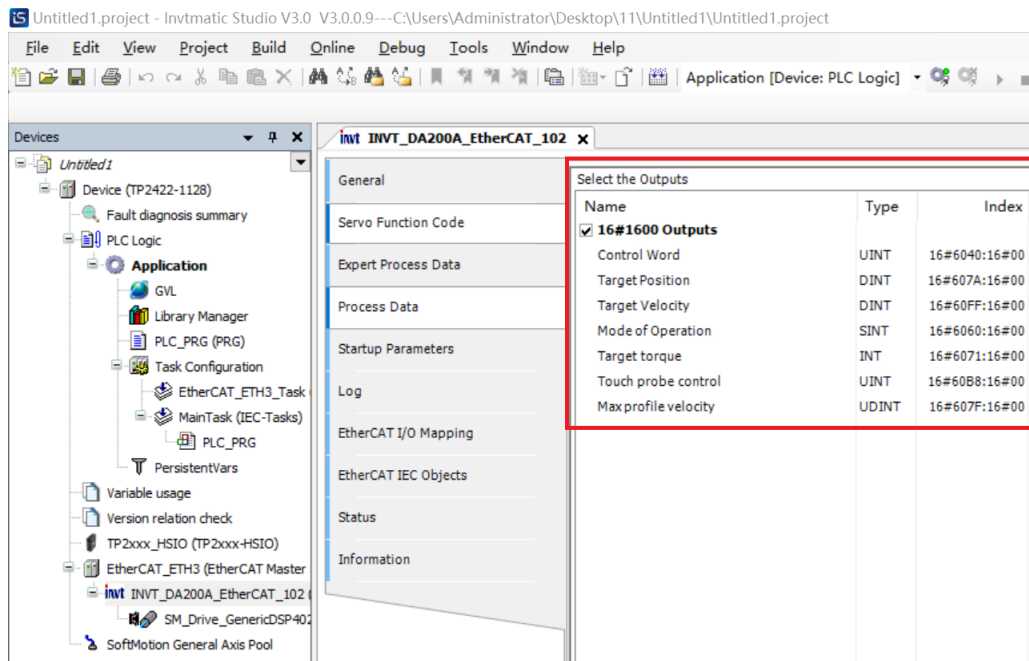 Untitled1.project - Invtmatic Studio V3.0  V3.0.0.9---C:\Users\Administrator\Desktop\11\Untitled1\Untitled1.project
File Edit View Project Build Online Debug Tools Window Help
Application [Device: PLC Logic]
Devices
Untitled1
Device (TP2422-1128)
Fault diagnosis summary
PLC Logic
Application
GVL
Library Manager
PLC_PRG (PRG)
Task Configuration
EtherCAT_ETH3_Task
MainTask (IEC-Tasks)
PLC_PRG
PersistentVars
Variable usage
Version relation check
TP2xxx_HSIO (TP2xxx-HSIO)
EtherCAT_ETH3 (EtherCAT Master
invt INVT_DA200A_EtherCAT_102 (
SM_Drive_GenericDSP402
SoftMotion General Axis Pool
invt INVT_DA200A_EtherCAT_102
General
Servo Function Code
Expert Process Data
Process Data
Startup Parameters
Log
EtherCAT I/O Mapping
EtherCAT IEC Objects
Status
Information
Select the Outputs
Name Type Index
16#1600 Outputs
Control Word UINT 16#6040:16#00
Target Position DINT 16#607A:16#00
Target Velocity DINT 16#60FF:16#00
Mode of Operation SINT 16#6060:16#00
Target torque INT 16#6071:16#00
Touch probe control UINT 16#60B8:16#00
Max profile velocity UDINT 16#607F:16#00